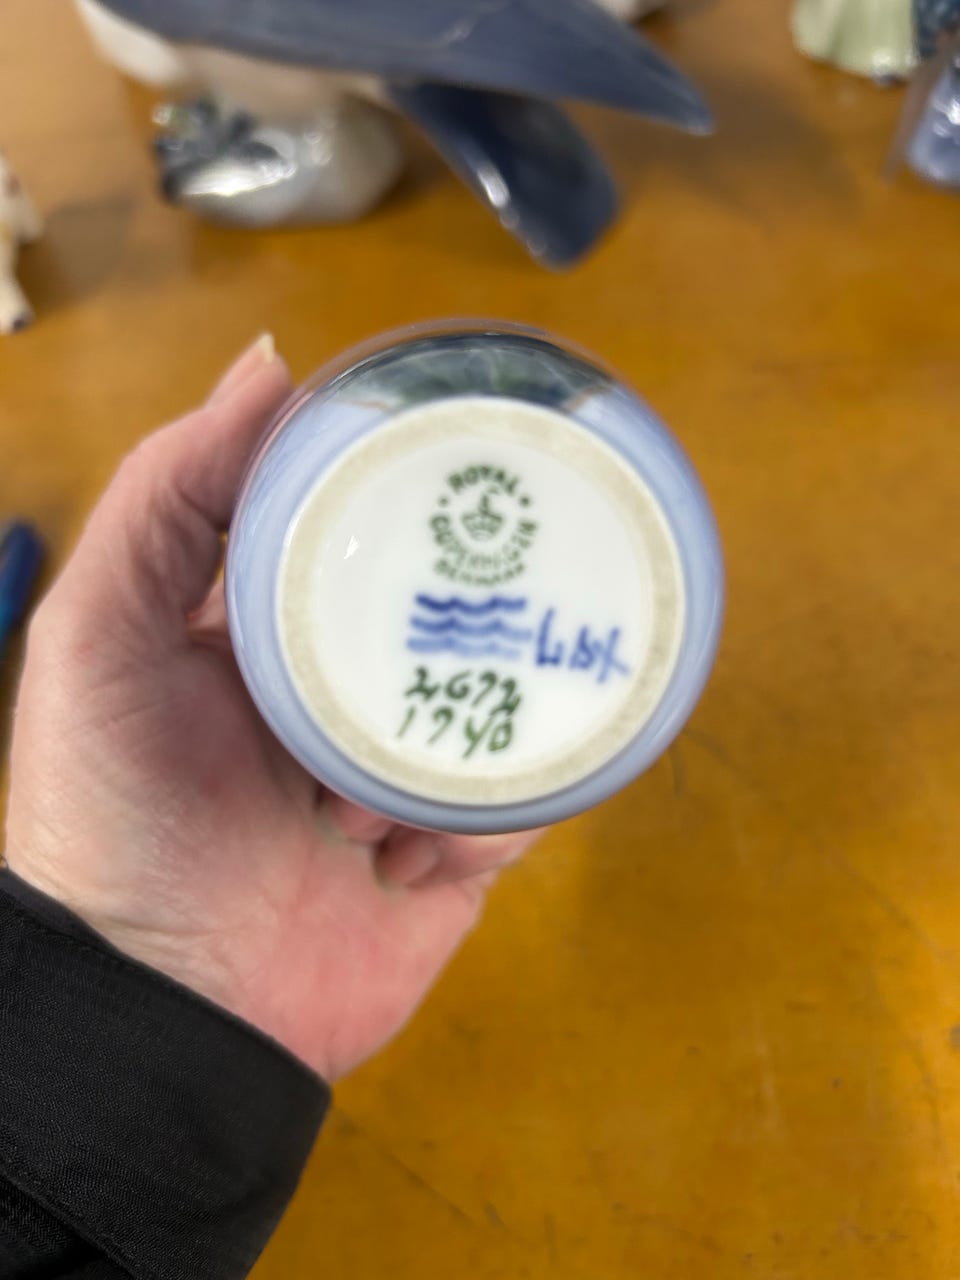 ROYAL
COPENHAGEN
DENMARK
2672
1740